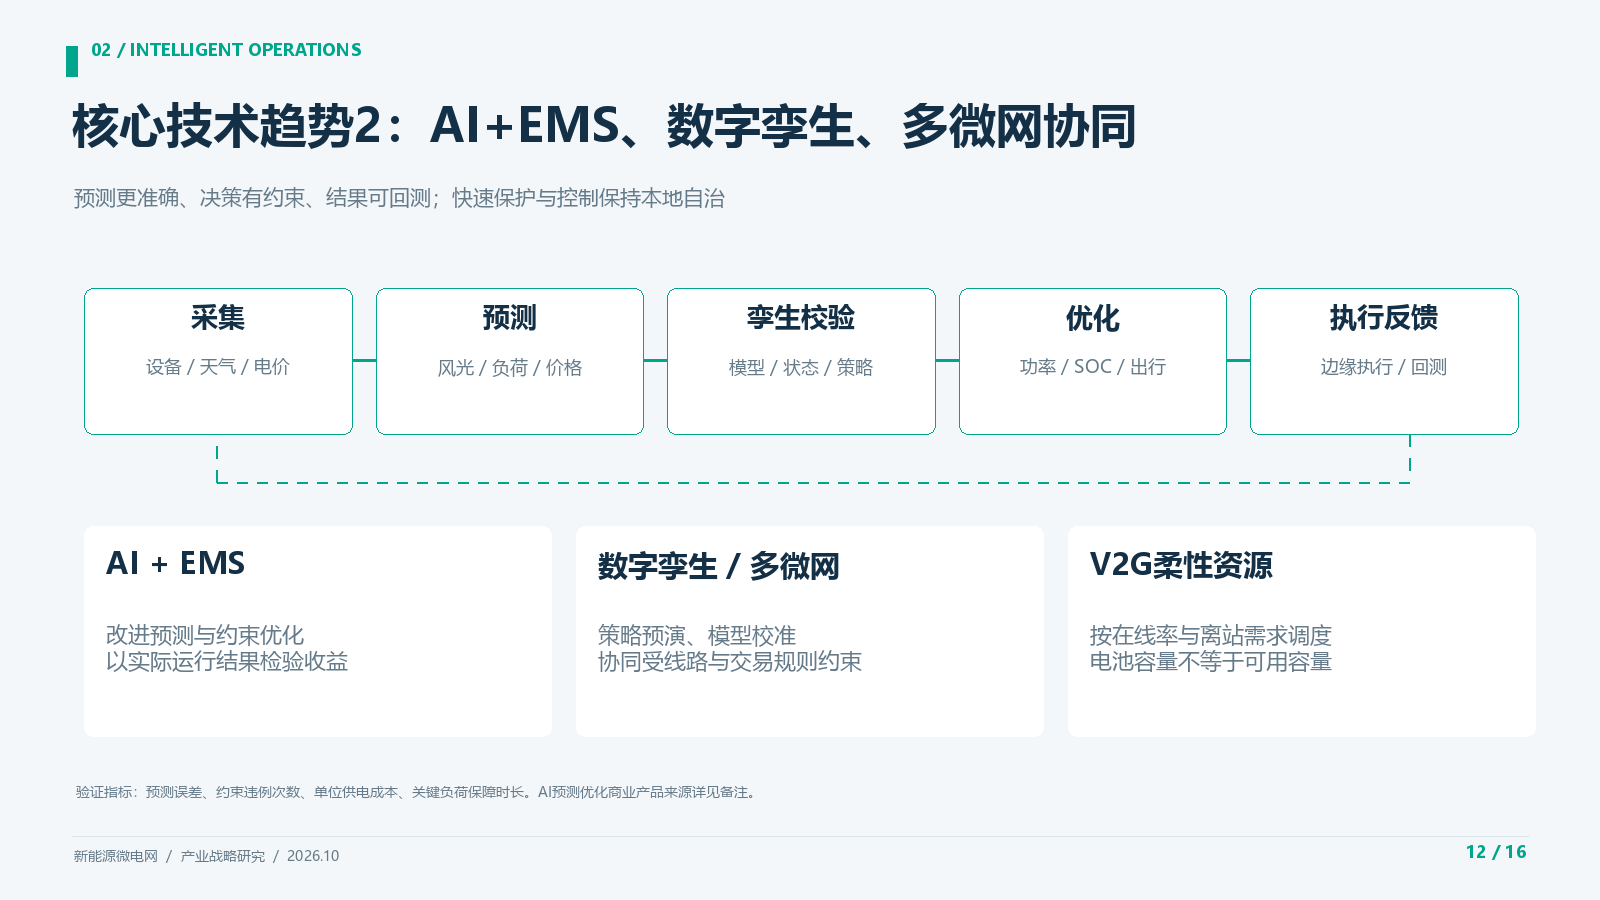 02 / INTELLIGENT OPERATIONS
核心技术趋势2：AI+EMS、数字孪生、多微网协同
预测更准确、决策有约束、结果可回测；快速保护与控制保持本地自治
采集
设备 / 天气 / 电价
预测
风光 / 负荷 / 价格
孪生校验
模型 / 状态 / 策略
优化
功率 / SOC / 出行
执行反馈
边缘执行 / 回测
AI + EMS
改进预测与约束优化
以实际运行结果检验收益
数字孪生 / 多微网
策略预演、模型校准
协同受线路与交易规则约束
V2G柔性资源
按在线率与离站需求调度
电池容量不等于可用容量
验证指标：预测误差、约束违例次数、单位供电成本、关键负荷保障时长。AI预测优化商业产品来源详见备注。
新能源微电网 / 产业战略研究 / 2026.10
12 / 16